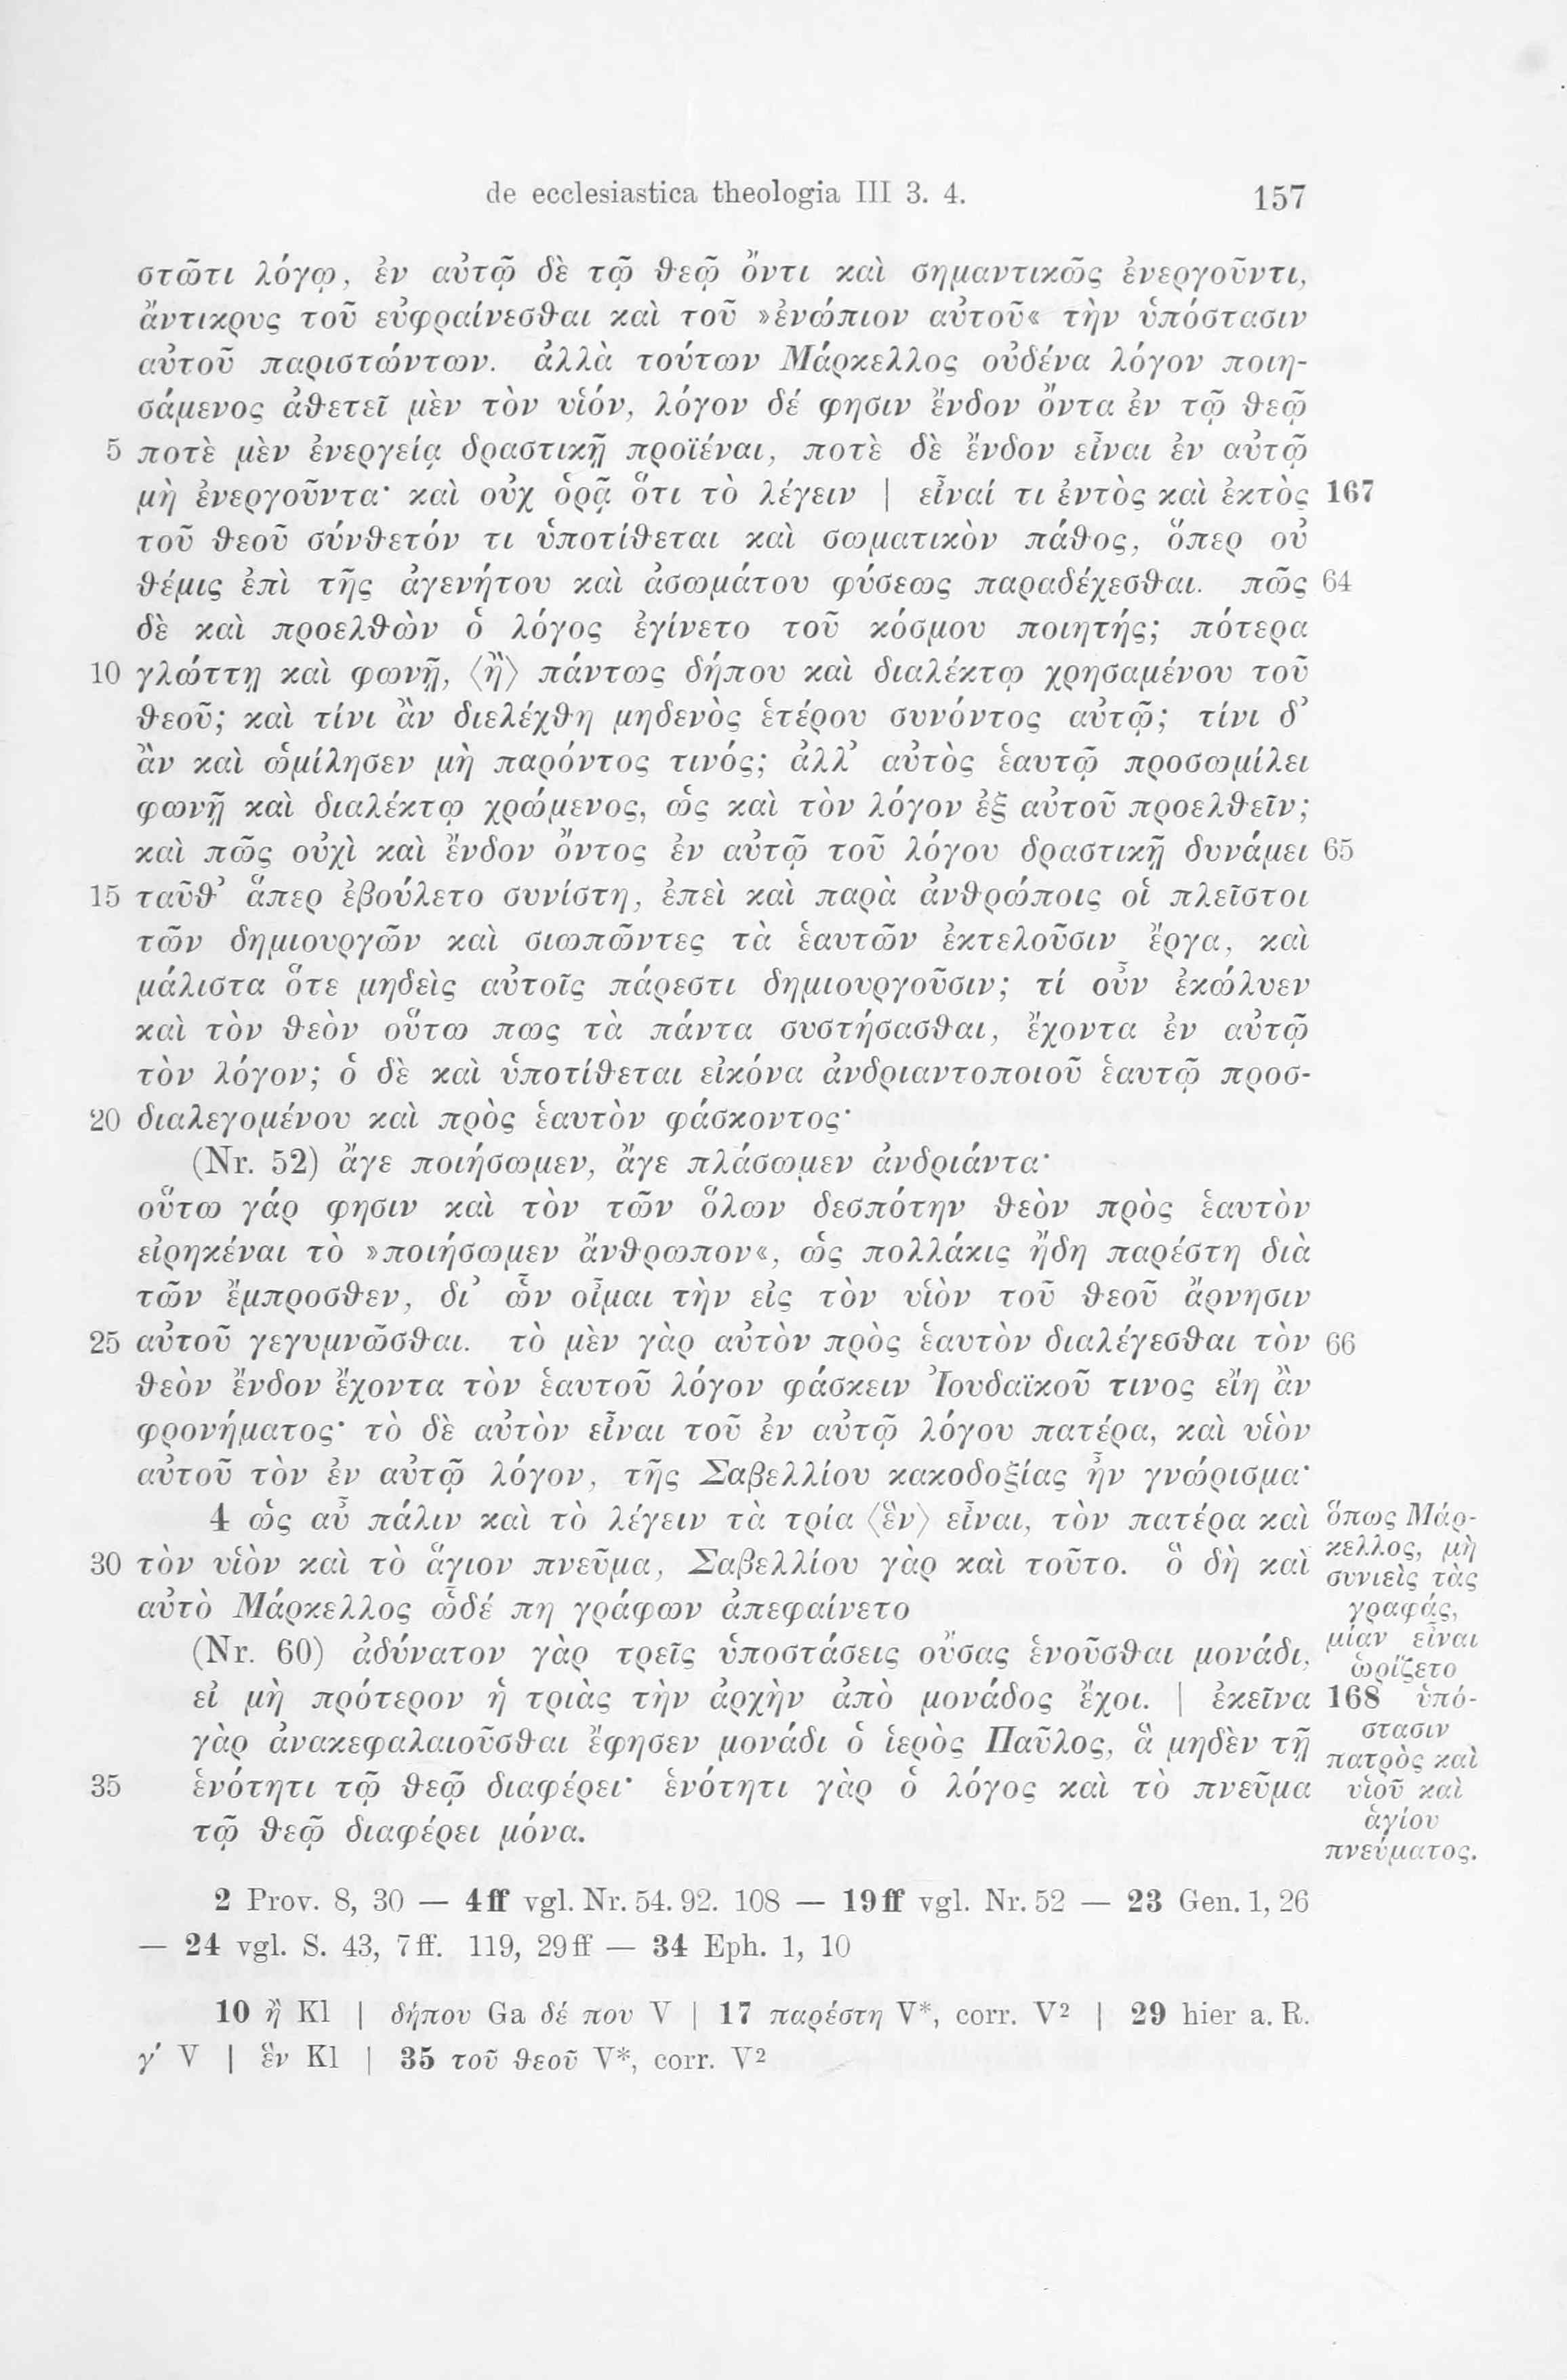 de ecclesiastica theologia III 3. 4. 157
στῶτι λόγῳ, ἐν αὐτῷ δὲ τῷ θεῷ ὄντι καὶ σημαντικῶς ἐνεργοῦντι,
ἄντικρυς τοῦ εὐφραίνεσθαι καὶ τοῦ »ἐνώπιον αὐτοῦ« τὴν ὑπόστασιν
αὐτοῦ παριστώντων. ἀλλὰ τούτων Μάρκελλος οὐδένα λόγον ποιη-
σάμενος ἀθετεῖ μὲν τὸν υἱόν, λόγον δέ φησιν ἔνδον ὄντα ἐν τῷ θεῷ
5 ποτὲ μὲν ἐνεργείᾳ δραστικῇ προϊέναι, ποτὲ δὲ ἔνδον εἶναι ἐν αὐτῷ
μὴ ἐνεργοῦντα· καὶ οὐχ ὁρᾷ ὅτι τὸ λέγειν | εἶναί τι ἐντὸς καὶ ἐκτὸς 167
τοῦ θεοῦ σύνθετόν τι ὑποτίθεται καὶ σωματικὸν πάθος, ὅπερ οὐ
θέμις ἐπὶ τῆς ἀγενήτου καὶ ἀσωμάτου φύσεως παραδέχεσθαι. πῶς 64
δὲ καὶ προελθὼν ὁ λόγος ἐγίνετο τοῦ κόσμου ποιητής; πότερα
10 γλώττῃ καὶ φωνῇ, ⟨ἢ⟩ πάντως δήπου καὶ διαλέκτῳ χρησαμένου τοῦ
θεοῦ; καὶ τίνι ἂν διελέχθη μηδενὸς ἑτέρου συνόντος αὐτῷ; τίνι δ’
ἂν καὶ ὡμίλησεν μὴ παρόντος τινός; ἀλλ’ αὐτὸς ἑαυτῷ προσωμίλει
φωνῇ καὶ διαλέκτῳ χρώμενος, ὡς καὶ τὸν λόγον ἐξ αὐτοῦ προελθεῖν;
καὶ πῶς οὐχὶ καὶ ἔνδον ὄντος ἐν αὐτῷ τοῦ λόγου δραστικῇ δυνάμει 65
15 ταῦθ’ ἅπερ ἐβούλετο συνίστη, ἐπεὶ καὶ παρὰ ἀνθρώποις οἱ πλεῖστοι
τῶν δημιουργῶν καὶ σιωπῶντες τὰ ἑαυτῶν ἐκτελοῦσιν ἔργα, καὶ
μάλιστα ὅτε μηδεὶς αὐτοῖς πάρεστι δημιουργοῦσιν; τί οὖν ἐκώλυεν
καὶ τὸν θεὸν οὕτω πως τὰ πάντα συστήσασθαι, ἔχοντα ἐν αὐτῷ
τὸν λόγον; ὁ δὲ καὶ ὑποτίθεται εἰκόνα ἀνδριαντοποιοῦ ἑαυτῷ προσ-
20 διαλεγομένου καὶ πρὸς ἑαυτὸν φάσκοντος·
(Nr. 52) ἄγε ποιήσωμεν, ἄγε πλάσωμεν ἀνδριάντα·
οὕτω γάρ φησιν καὶ τὸν τῶν ὅλων δεσπότην θεὸν πρὸς ἑαυτὸν
εἰρηκέναι τὸ »ποιήσωμεν ἄνθρωπον«, ὡς πολλάκις ἤδη παρέστη διὰ
τῶν ἔμπροσθεν, δι’ ὧν οἶμαι τὴν εἰς τὸν υἱὸν τοῦ θεοῦ ἄρνησιν
25 αὐτοῦ γεγυμνῶσθαι. τὸ μὲν γὰρ αὐτὸν πρὸς ἑαυτὸν διαλέγεσθαι τὸν 66
θεὸν ἔνδον ἔχοντα τὸν ἑαυτοῦ λόγον φάσκειν Ἰουδαϊκοῦ τινος εἴη ἂν
φρονήματος· τὸ δὲ αὐτὸν εἶναι τοῦ ἐν αὐτῷ λόγου πατέρα, καὶ υἱὸν
αὐτοῦ τὸν ἐν αὐτῷ λόγον, τῆς Σαβελλίου κακοδοξίας ἦν γνώρισμα·
4 ὡς αὖ πάλιν καὶ τὸ λέγειν τὰ τρία ⟨ἓν⟩ εἶναι, τὸν πατέρα καὶ
30 τὸν υἱὸν καὶ τὸ ἅγιον πνεῦμα, Σαβελλίου γὰρ καὶ τοῦτο. ὃ δὴ καὶ
αὐτὸ Μάρκελλος ὧδέ πη γράφων ἀπεφαίνετο
(Nr. 60) ἀδύνατον γὰρ τρεῖς ὑποστάσεις οὔσας ἑνοῦσθαι μονάδι,
εἰ μὴ πρότερον ἡ τριὰς τὴν ἀρχὴν ἀπὸ μονάδος ἔχοι. | ἐκεῖνα 168
γὰρ ἀνακεφαλαιοῦσθαι ἔφησεν μονάδι ὁ ἱερὸς Παῦλος, ἃ μηδὲν τῇ
35 ἑνότητι τῷ θεῷ διαφέρει· ἑνότητι γὰρ ὁ λόγος καὶ τὸ πνεῦμα
τῷ θεῷ διαφέρει μόνα.
ὅπως Μάρ-
κελλος, μὴ
συνιεὶς τὰς
γραφάς,
μίαν εἶναι
ὡρίζετο
ὑπό-
στασιν
πατρὸς καὶ
υἱοῦ καὶ
ἁγίου
πνεύματος.
2 Prov. 8, 30 — 4ff vgl. Nr. 54. 92. 108 — 19ff vgl. Nr. 52 — 23 Gen. 1, 26
— 24 vgl. S. 43, 7ff. 119, 29ff — 34 Eph. 1, 10
10 ἢ Kl | δήπου Ga δέ που V | 17 παρέστη V*, corr. V² | 29 hier a. R.
γ′ V | ἓν Kl | 35 τοῦ θεοῦ V*, corr. V²